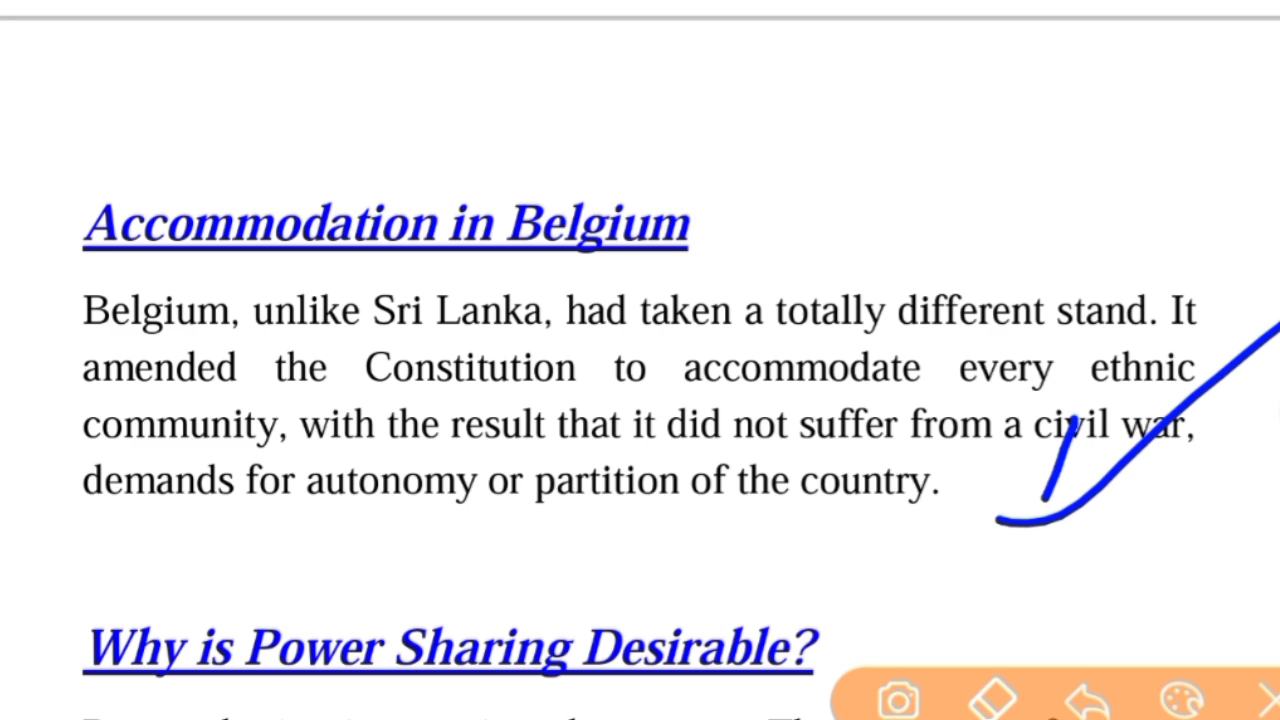 Accommodation in Belgium
Belgium, unlike Sri Lanka, had taken a totally different stand. It
amended the Constitution to accommodate every ethnic
community, with the result that it did not suffer from a civil war,
demands for autonomy or partition of the country.
Why is Power Sharing Desirable?